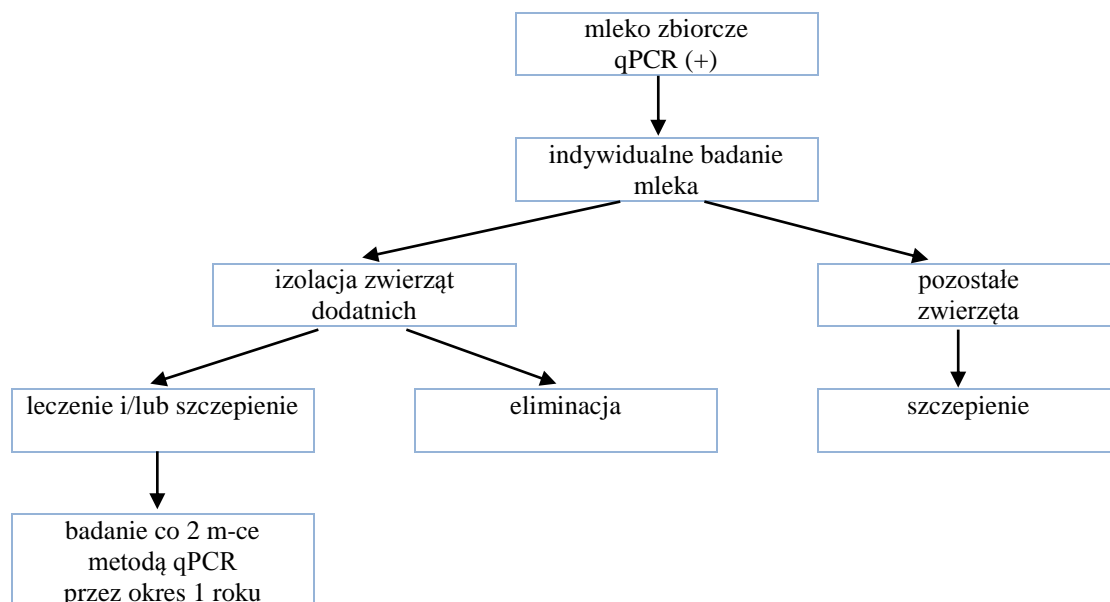 mleko zbiorcze
qPCR (+)
indywidualne badanie
mleka
izolacja zwierząt
dodatnich
pozostałe
zwierzęta
leczenie i/lub szczepienie
eliminacja
szczepienie
badanie co 2 m-ce
metodą qPCR
przez okres 1 roku